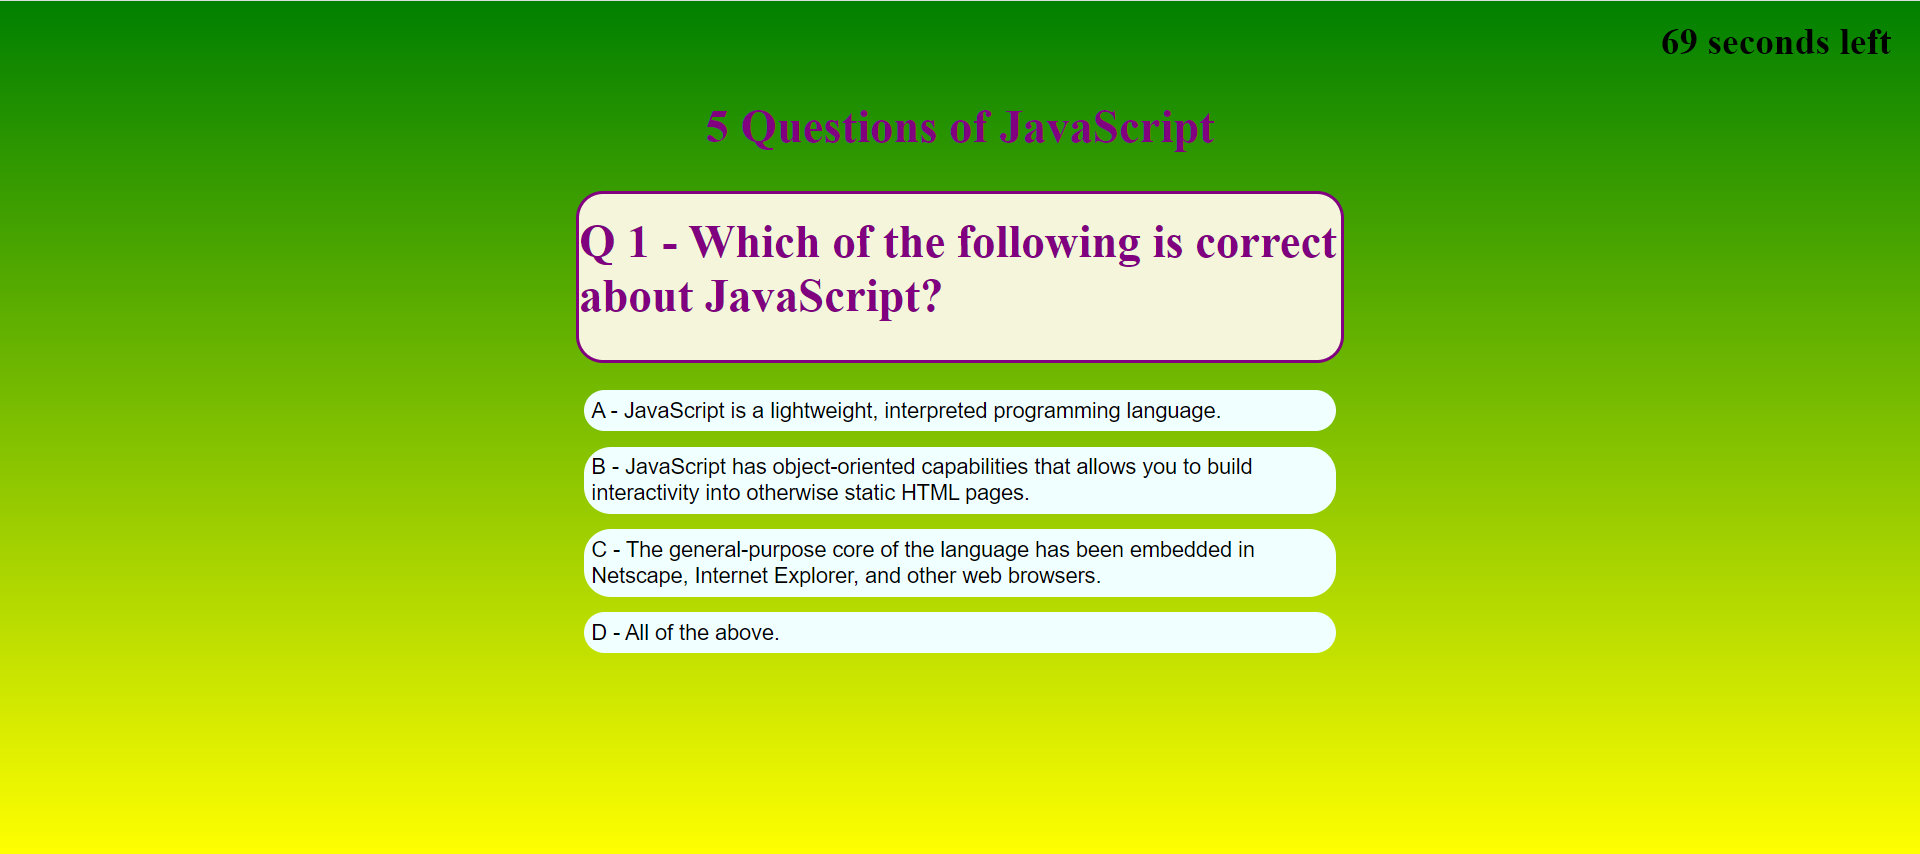 69 seconds left
5 Questions of JavaScript
Q 1 - Which of the following is correct
about JavaScript?
A - JavaScript is a lightweight, interpreted programming language.
B - JavaScript has object-oriented capabilities that allows you to build
interactivity into otherwise static HTML pages.
C - The general-purpose core of the language has been embedded in
Netscape, Internet Explorer, and other web browsers.
D - All of the above.